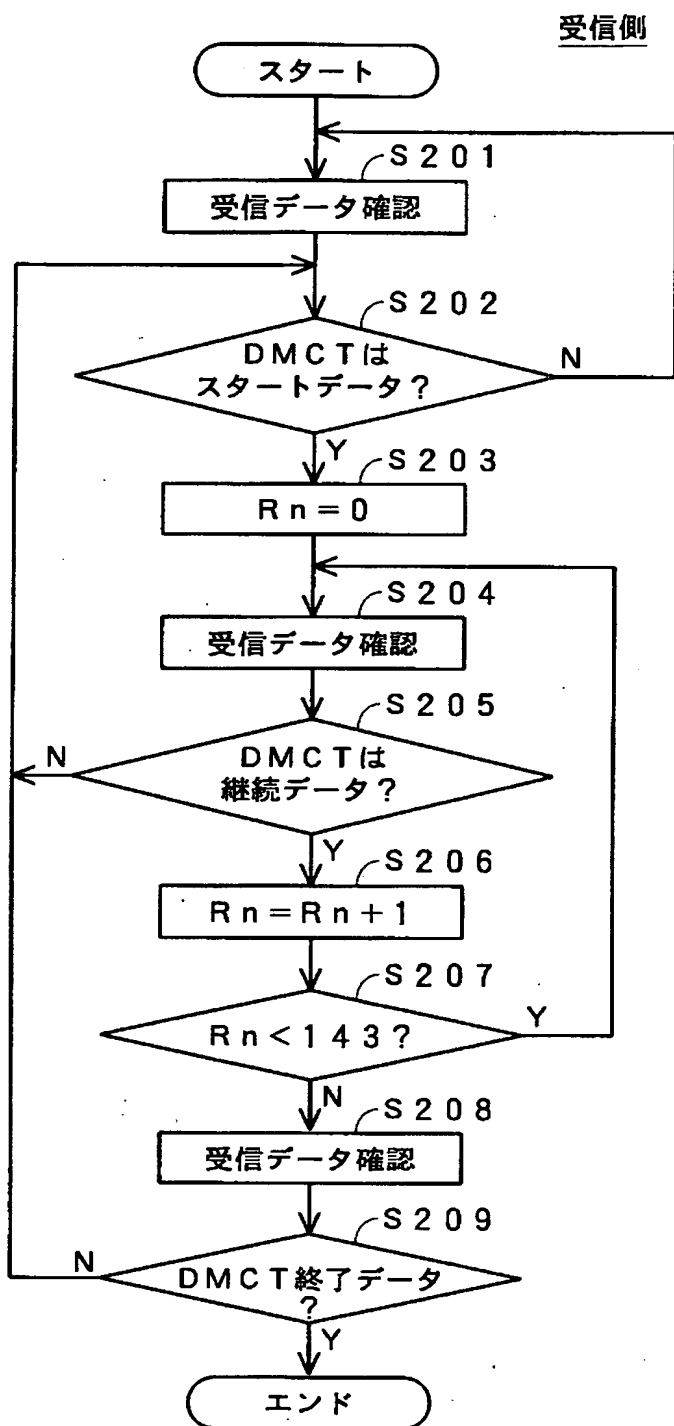 受信側
スタート
S201
受信データ確認
S202
DMCTは
スタートデータ?
N
Y
S203
Rn=0
S204
受信データ確認
S205
N
DMCTは
継続データ?
Y
S206
Rn=Rn+1
S207
Rn<143?
Y
N
S208
受信データ確認
S209
N
DMCT終了データ
?
Y
エンド